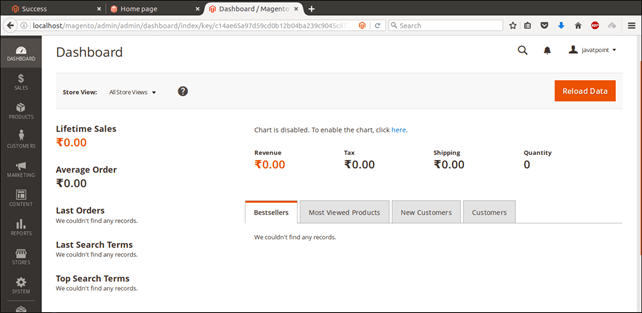 Success
Home page
Dashboard / Magento
localhost/magento/admin/admin/dashboard/index/key/c14ae65a97d59cd0b12b04ba239c9045
Search
DASHBOARD
SALES
PRODUCTS
CUSTOMERS
MARKETING
CONTENT
REPORTS
STORES
SYSTEM
Dashboard
javatpoint
Store View: All Store Views
Reload Data
Lifetime Sales
₹0.00
Average Order
₹0.00
Last Orders
We couldn't find any records.
Last Search Terms
We couldn't find any records.
Top Search Terms
We couldn't find any records.
Chart is disabled. To enable the chart, click here.
Revenue Tax Shipping Quantity
₹0.00 ₹0.00 ₹0.00 0
Bestsellers Most Viewed Products New Customers Customers
We couldn't find any records.